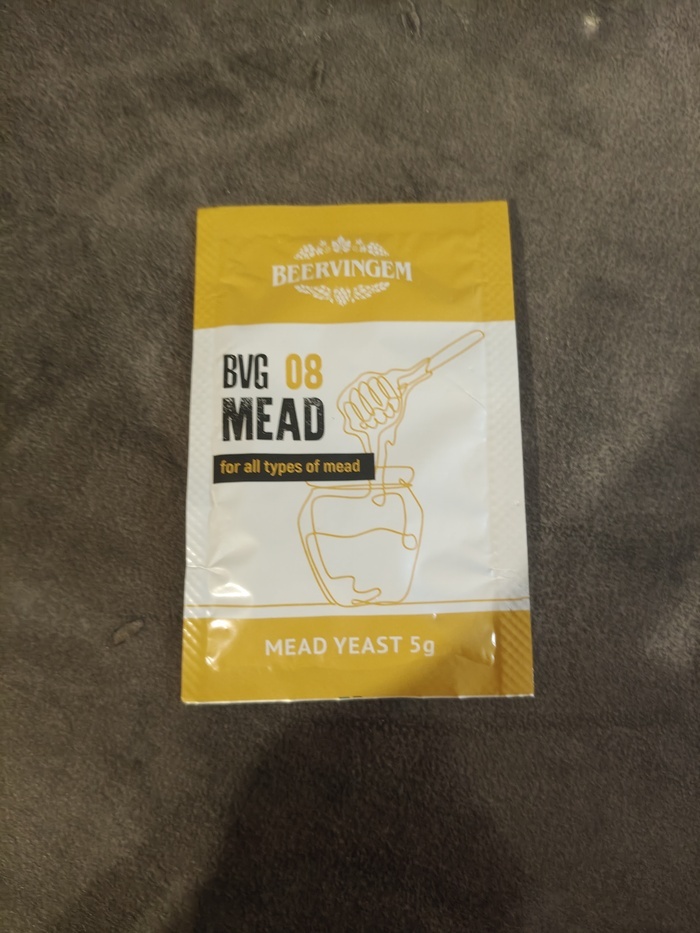 BEERVINGEM
BVG 08
MEAD
for all types of mead
MEAD YEAST 5g